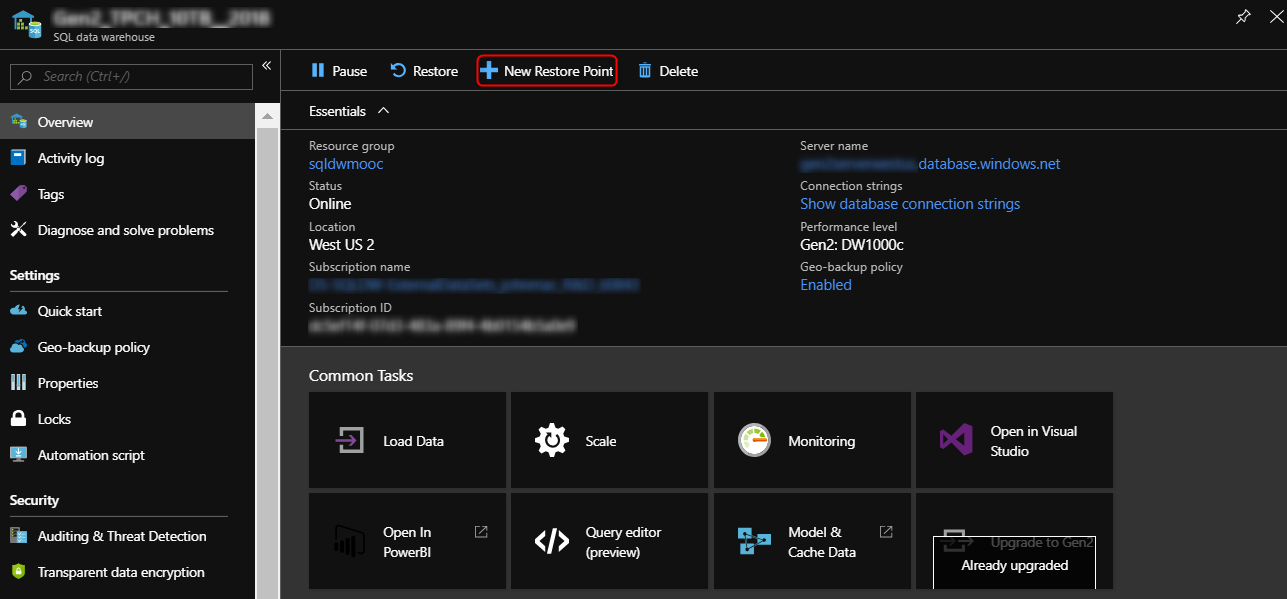 SQL data warehouse
Search (Ctrl+/)
Overview
Activity log
Tags
Diagnose and solve problems
Settings
Quick start
Geo-backup policy
Properties
Locks
Automation script
Security
Auditing & Threat Detection
Transparent data encryption
Pause
Restore
New Restore Point
Delete
Essentials
Resource group
sqldwmooc
Status
Online
Location
West US 2
Subscription name
Subscription ID
Server name
database.windows.net
Connection strings
Show database connection strings
Performance level
Gen2: DW1000c
Geo-backup policy
Enabled
Common Tasks
Load Data
Scale
Monitoring
Open in Visual
Studio
Open In
PowerBI
Query editor
(preview)
Model &
Cache Data
Upgrade to Gen2
Already upgraded